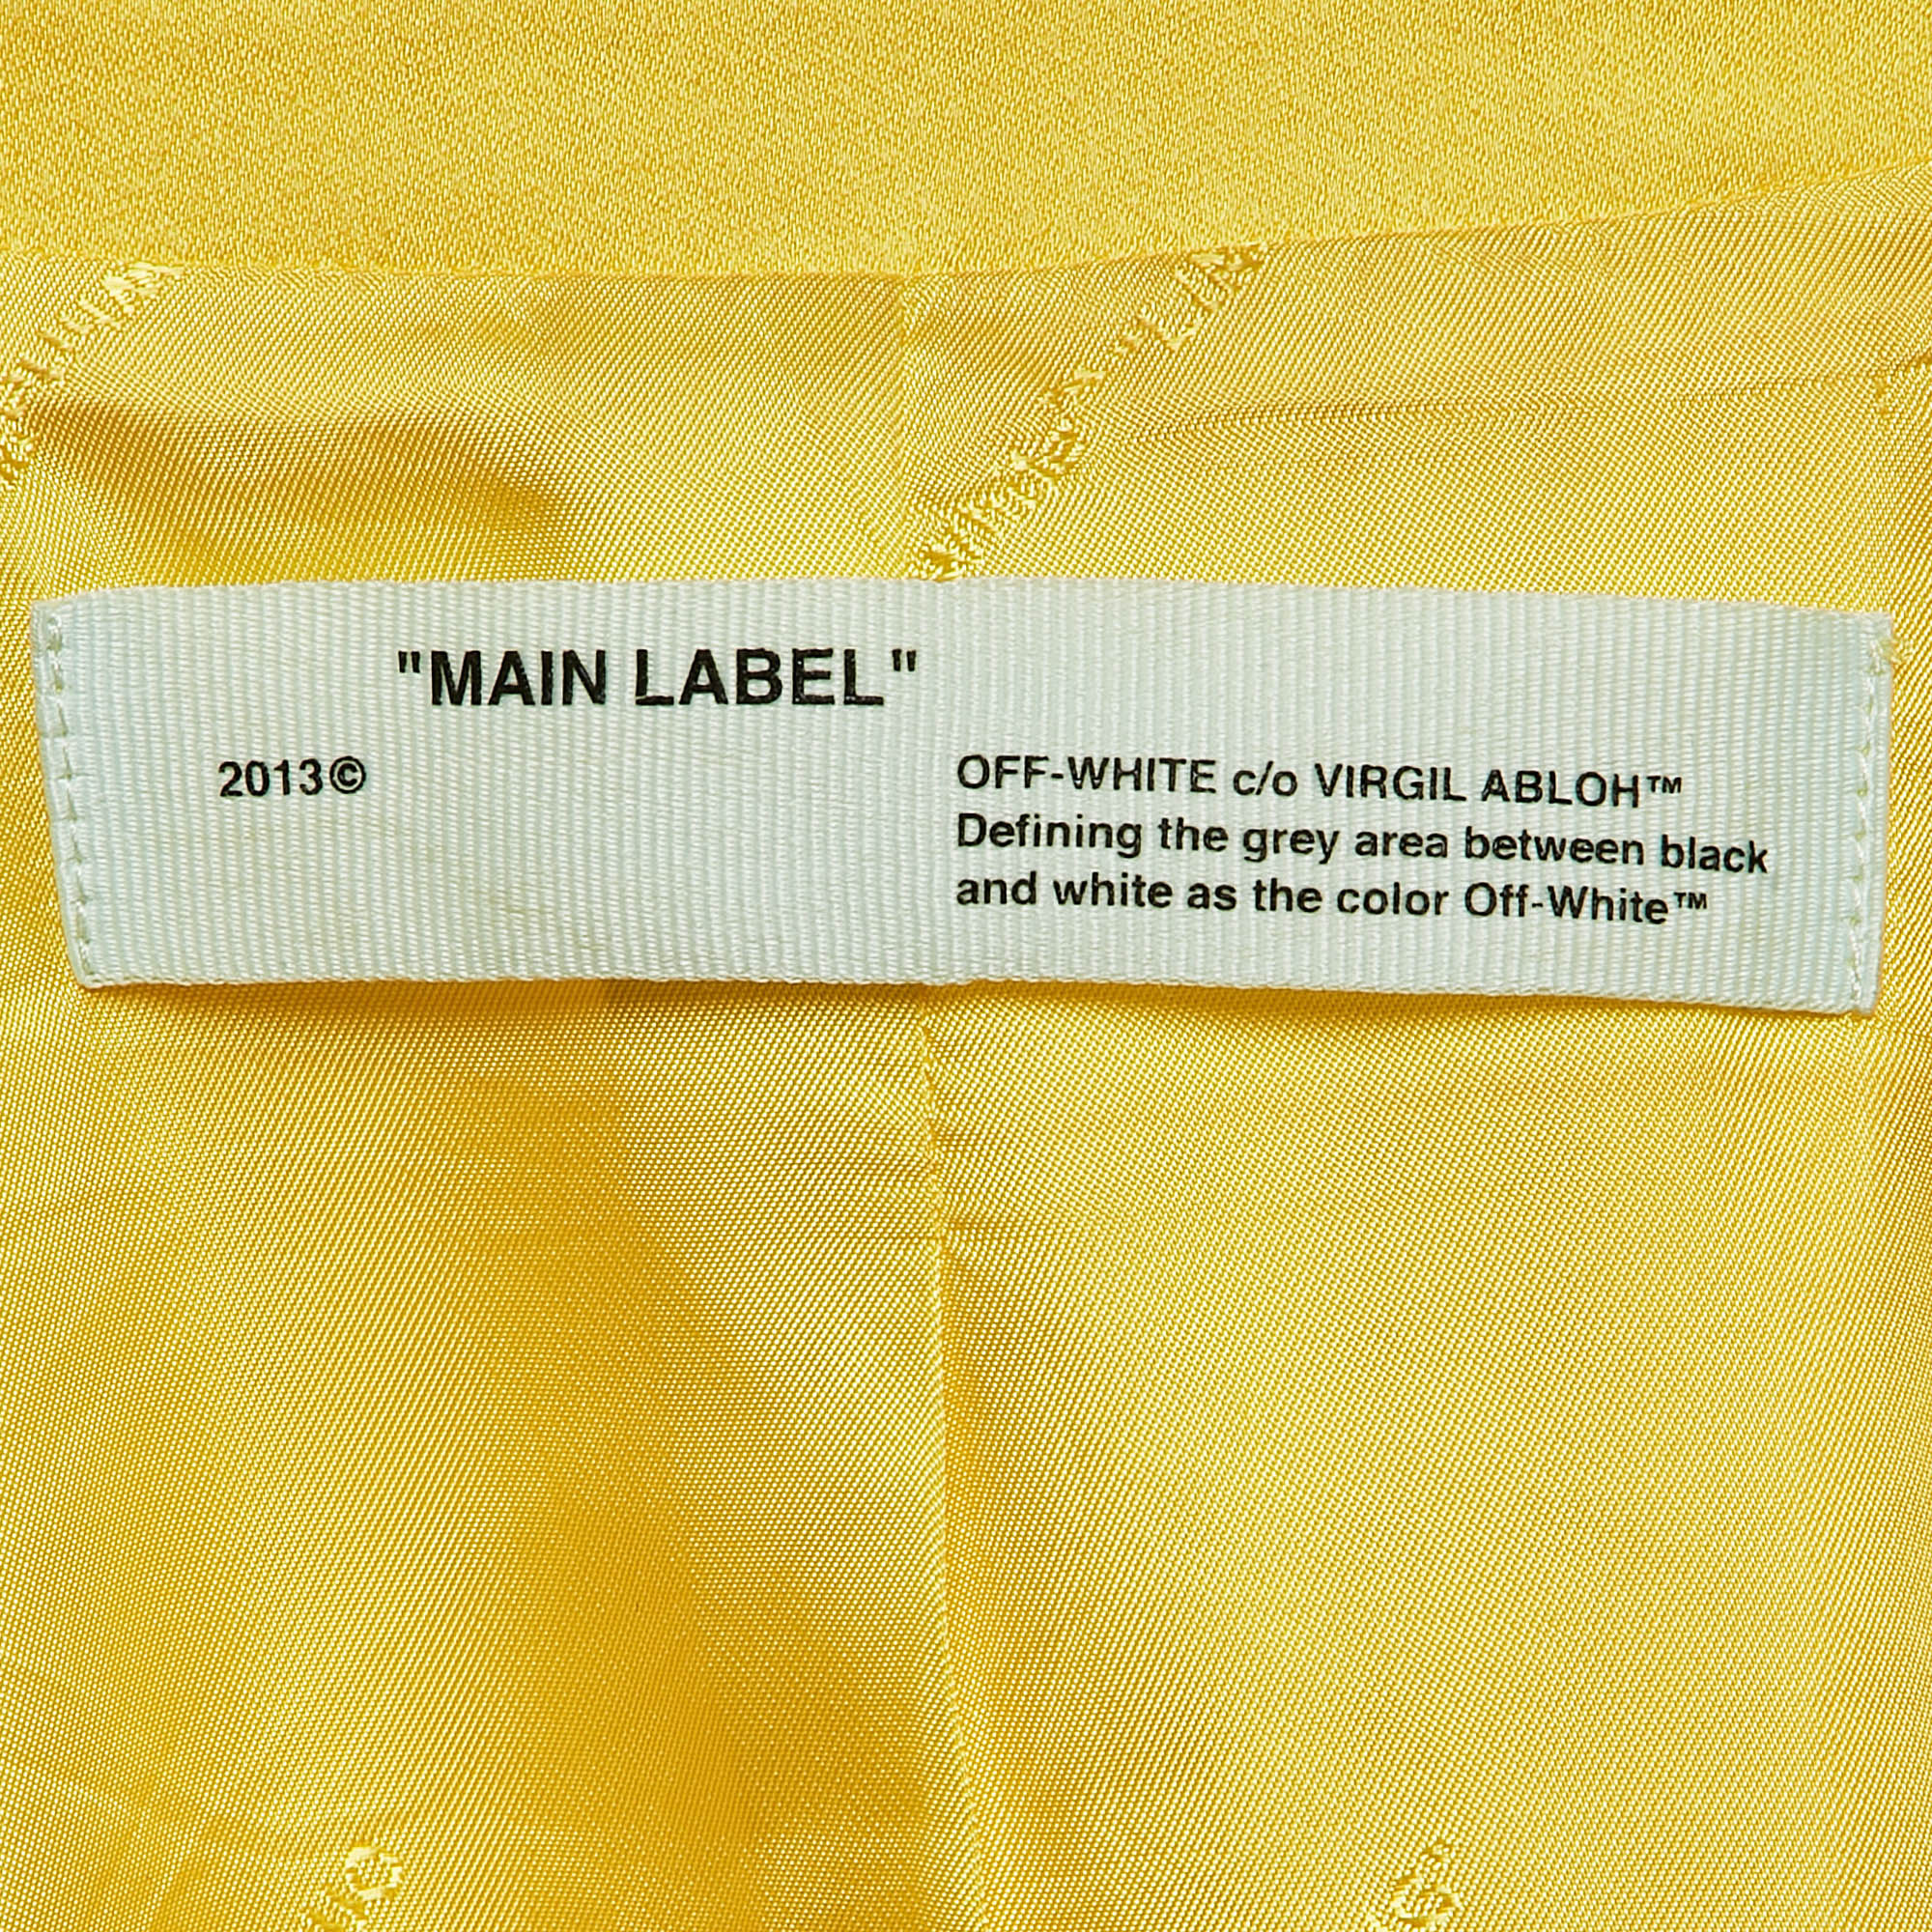 "MAIN LABEL"
2013©
OFF-WHITE c/o VIRGIL ABLOH™
Defining the grey area between black
and white as the color Off-White™